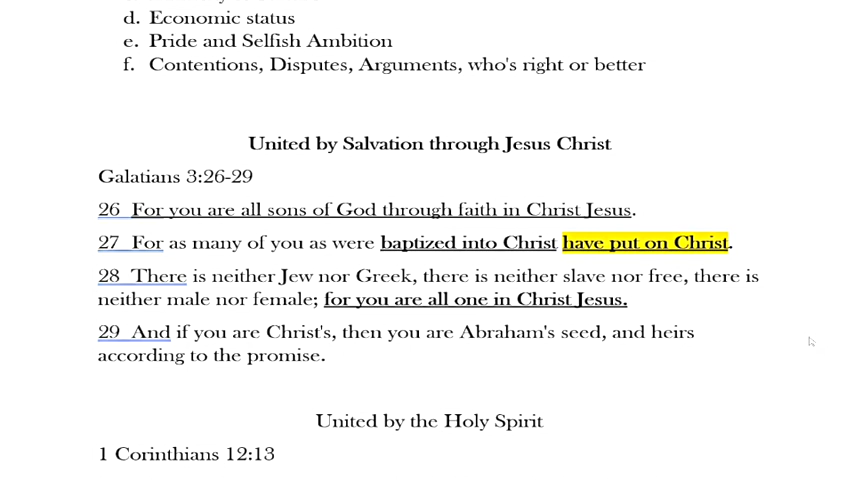 d. Economic status
e. Pride and Selfish Ambition
f. Contentions, Disputes, Arguments, who's right or better
United by Salvation through Jesus Christ
Galatians 3:26-29
26 For you are all sons of God through faith in Christ Jesus.
27 For as many of you as were baptized into Christ have put on Christ.
28 There is neither Jew nor Greek, there is neither slave nor free, there is
neither male nor female; for you are all one in Christ Jesus.
29 And if you are Christ's, then you are Abraham's seed, and heirs
according to the promise.
United by the Holy Spirit
1 Corinthians 12:13